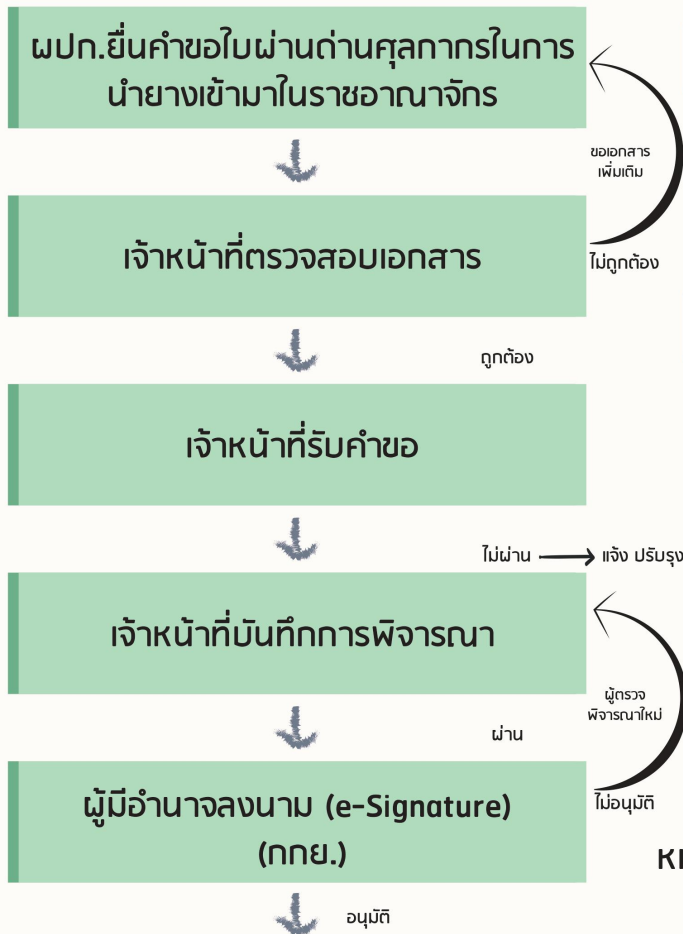 ผปก.ยื่นคำขอใบผ่านด่านศุลกากรในการ
นำยางเข้ามาในราชอาณาจักร
ขอเอกสาร
เพิ่มเติม
เจ้าหน้าที่ตรวจสอบเอกสาร
ไม่ถูกต้อง
ถูกต้อง
เจ้าหน้าที่รับคำขอ
ไม่ผ่าน
แจ้ง ปรับรุง
เจ้าหน้าที่บันทึกการพิจารณา
ผู้ตรวจ
พิจารณาใหม่
ผ่าน
ผู้มีอำนาจลงนาม (e-Signature)
(กกย.)
ไม่อนุมัติ
อนุมัติ